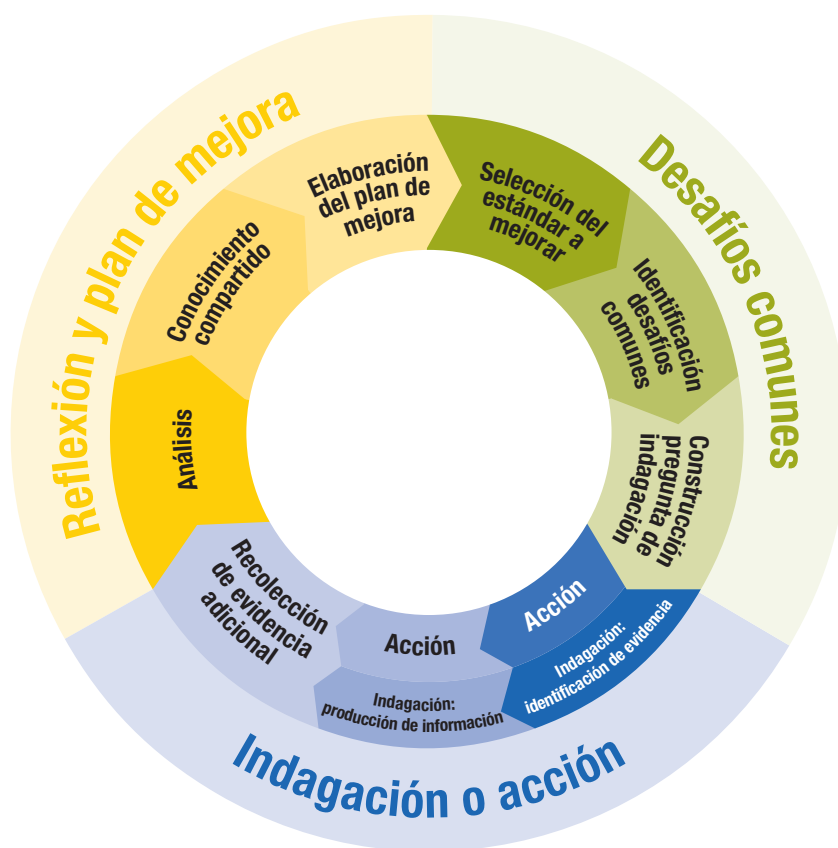 Desafíos comunes
Selección del
estándar a
mejorar
Identificación
desafíos
comunes
Construcción
pregunta de
indagación
Indagación o acción
Acción
Indagación:
identificación de evidencia
Acción
Indagación:
producción de información
Recolección
de evidencia
adicional
Reflexión y plan de mejora
Análisis
Conocimiento
compartido
Elaboración
del plan de
mejora